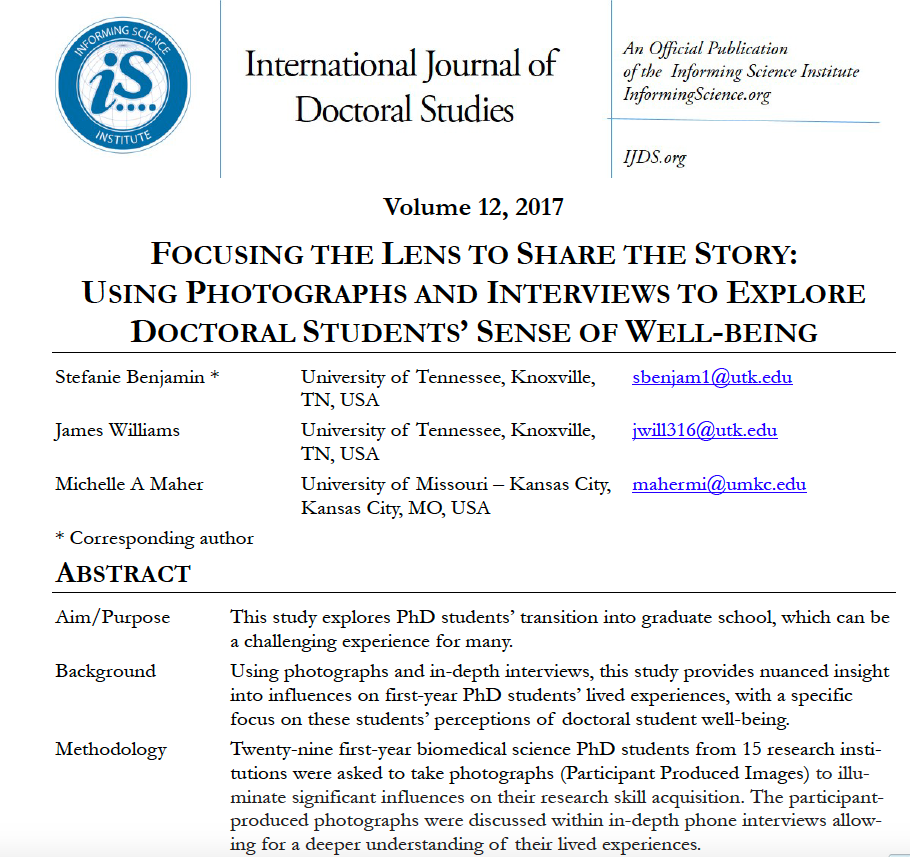 INFORMING SCIENCE
iS
INSTITUTE
International Journal of
Doctoral Studies
An Official Publication
of the Informing Science Institute
InformingScience.org
IJDS.org
Volume 12, 2017
FOCUSING THE LENS TO SHARE THE STORY:
USING PHOTOGRAPHS AND INTERVIEWS TO EXPLORE
DOCTORAL STUDENTS’ SENSE OF WELL-BEING
Stefanie Benjamin * University of Tennessee, Knoxville, sbenjam1@utk.edu
TN, USA
James Williams University of Tennessee, Knoxville, jwill316@utk.edu
TN, USA
Michelle A Maher University of Missouri – Kansas City, mahermi@umkc.edu
Kansas City, MO, USA
* Corresponding author
ABSTRACT
Aim/Purpose This study explores PhD students’ transition into graduate school, which can be
a challenging experience for many.
Background Using photographs and in-depth interviews, this study provides nuanced insight
into influences on first-year PhD students’ lived experiences, with a specific
focus on these students’ perceptions of doctoral student well-being.
Methodology Twenty-nine first-year biomedical science PhD students from 15 research insti-
tutions were asked to take photographs (Participant Produced Images) to illu-
minate significant influences on their research skill acquisition. The participant-
produced photographs were discussed within in-depth phone interviews allow-
ing for a deeper understanding of their lived experiences.